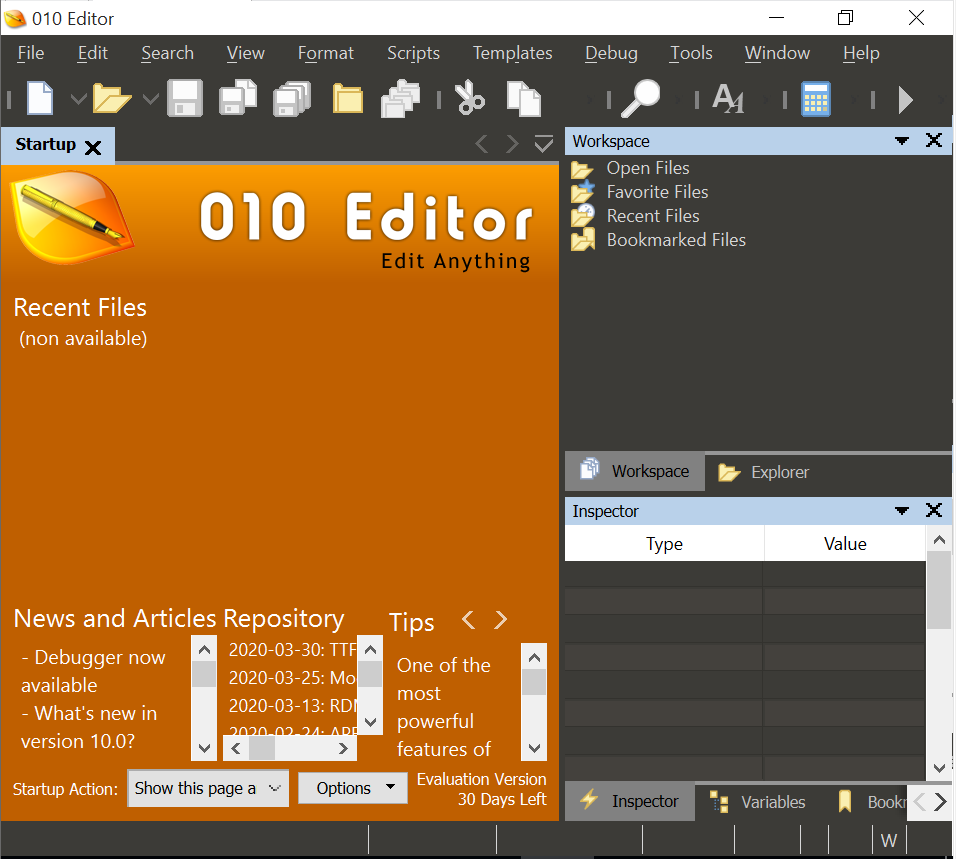 010 Editor
File Edit Search View Format Scripts Templates Debug Tools Window Help
Startup
010 Editor
Edit Anything
Recent Files
(non available)
News and Articles
- Debugger now
available
- What's new in
version 10.0?
Repository
2020-03-30: TTF
2020-03-25: Mo
2020-03-13: RDM
2020-02-24: APF
Tips
One of the
most
powerful
features of
Startup Action:
Show this page a
Options
Evaluation Version
30 Days Left
Workspace
Open Files
Favorite Files
Recent Files
Bookmarked Files
Workspace Explorer
Inspector
Type Value
Inspector Variables Bookr
W